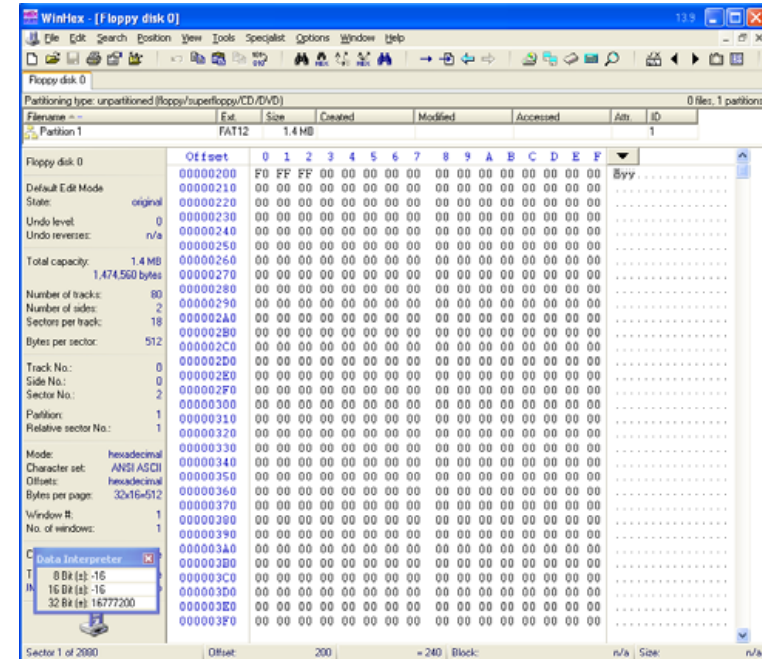 WinHex - [Floppy disk 0]
13.9
File Edit Search Position View Tools Specialist Options Window Help
Floppy disk 0
Partitioning type: unpartitioned (floppy/superfloppy/CD/DVD)
0 files, 1 partitions
Filename Ext. Size Created Modified Accessed Attr. ID
Partition 1 FAT12 1.4 MB 1
Floppy disk 0
Default Edit Mode
State: original
Undo level: 0
Undo reverses: n/a
Total capacity: 1.4 MB
1,474,560 bytes
Number of tracks: 80
Number of sides: 2
Sectors per track: 18
Bytes per sector: 512
Track No.: 0
Side No.: 0
Sector No.: 2
Partition: 1
Relative sector No.: 1
Mode: hexadecimal
Character set: ANSI ASCII
Offsets: hexadecimal
Bytes per page: 32x16=512
Window #: 1
No. of windows: 1
Data Interpreter
8 Bit (±): -16
16 Bit (±): -16
32 Bit (±): 16777200
Offset 0 1 2 3 4 5 6 7 8 9 A B C D E F
00000200 F0 FF FF 00 00 00 00 00 00 00 00 00 00 00 00 00 ðÿÿ.............
00000210 00 00 00 00 00 00 00 00 00 00 00 00 00 00 00 00 ................
00000220 00 00 00 00 00 00 00 00 00 00 00 00 00 00 00 00 ................
00000230 00 00 00 00 00 00 00 00 00 00 00 00 00 00 00 00 ................
00000240 00 00 00 00 00 00 00 00 00 00 00 00 00 00 00 00 ................
00000250 00 00 00 00 00 00 00 00 00 00 00 00 00 00 00 00 ................
00000260 00 00 00 00 00 00 00 00 00 00 00 00 00 00 00 00 ................
00000270 00 00 00 00 00 00 00 00 00 00 00 00 00 00 00 00 ................
00000280 00 00 00 00 00 00 00 00 00 00 00 00 00 00 00 00 ................
00000290 00 00 00 00 00 00 00 00 00 00 00 00 00 00 00 00 ................
000002A0 00 00 00 00 00 00 00 00 00 00 00 00 00 00 00 00 ................
000002B0 00 00 00 00 00 00 00 00 00 00 00 00 00 00 00 00 ................
000002C0 00 00 00 00 00 00 00 00 00 00 00 00 00 00 00 00 ................
000002D0 00 00 00 00 00 00 00 00 00 00 00 00 00 00 00 00 ................
000002E0 00 00 00 00 00 00 00 00 00 00 00 00 00 00 00 00 ................
000002F0 00 00 00 00 00 00 00 00 00 00 00 00 00 00 00 00 ................
00000300 00 00 00 00 00 00 00 00 00 00 00 00 00 00 00 00 ................
00000310 00 00 00 00 00 00 00 00 00 00 00 00 00 00 00 00 ................
00000320 00 00 00 00 00 00 00 00 00 00 00 00 00 00 00 00 ................
00000330 00 00 00 00 00 00 00 00 00 00 00 00 00 00 00 00 ................
00000340 00 00 00 00 00 00 00 00 00 00 00 00 00 00 00 00 ................
00000350 00 00 00 00 00 00 00 00 00 00 00 00 00 00 00 00 ................
00000360 00 00 00 00 00 00 00 00 00 00 00 00 00 00 00 00 ................
00000370 00 00 00 00 00 00 00 00 00 00 00 00 00 00 00 00 ................
00000380 00 00 00 00 00 00 00 00 00 00 00 00 00 00 00 00 ................
00000390 00 00 00 00 00 00 00 00 00 00 00 00 00 00 00 00 ................
000003A0 00 00 00 00 00 00 00 00 00 00 00 00 00 00 00 00 ................
000003B0 00 00 00 00 00 00 00 00 00 00 00 00 00 00 00 00 ................
000003C0 00 00 00 00 00 00 00 00 00 00 00 00 00 00 00 00 ................
000003D0 00 00 00 00 00 00 00 00 00 00 00 00 00 00 00 00 ................
000003E0 00 00 00 00 00 00 00 00 00 00 00 00 00 00 00 00 ................
000003F0 00 00 00 00 00 00 00 00 00 00 00 00 00 00 00 00 ................
Sector 1 of 2880 Offset: 200 = 240 Block: n/a Size: n/a